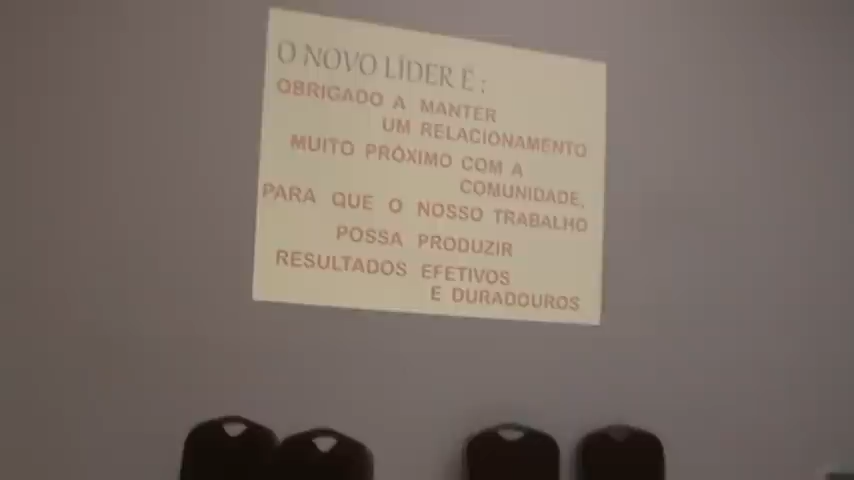 O NOVO LÍDER É :
OBRIGADO A MANTER
UM RELACIONAMENTO
MUITO PRÓXIMO COM A
COMUNIDADE,
PARA QUE O NOSSO TRABALHO
POSSA PRODUZIR
RESULTADOS EFETIVOS
E DURADOUROS